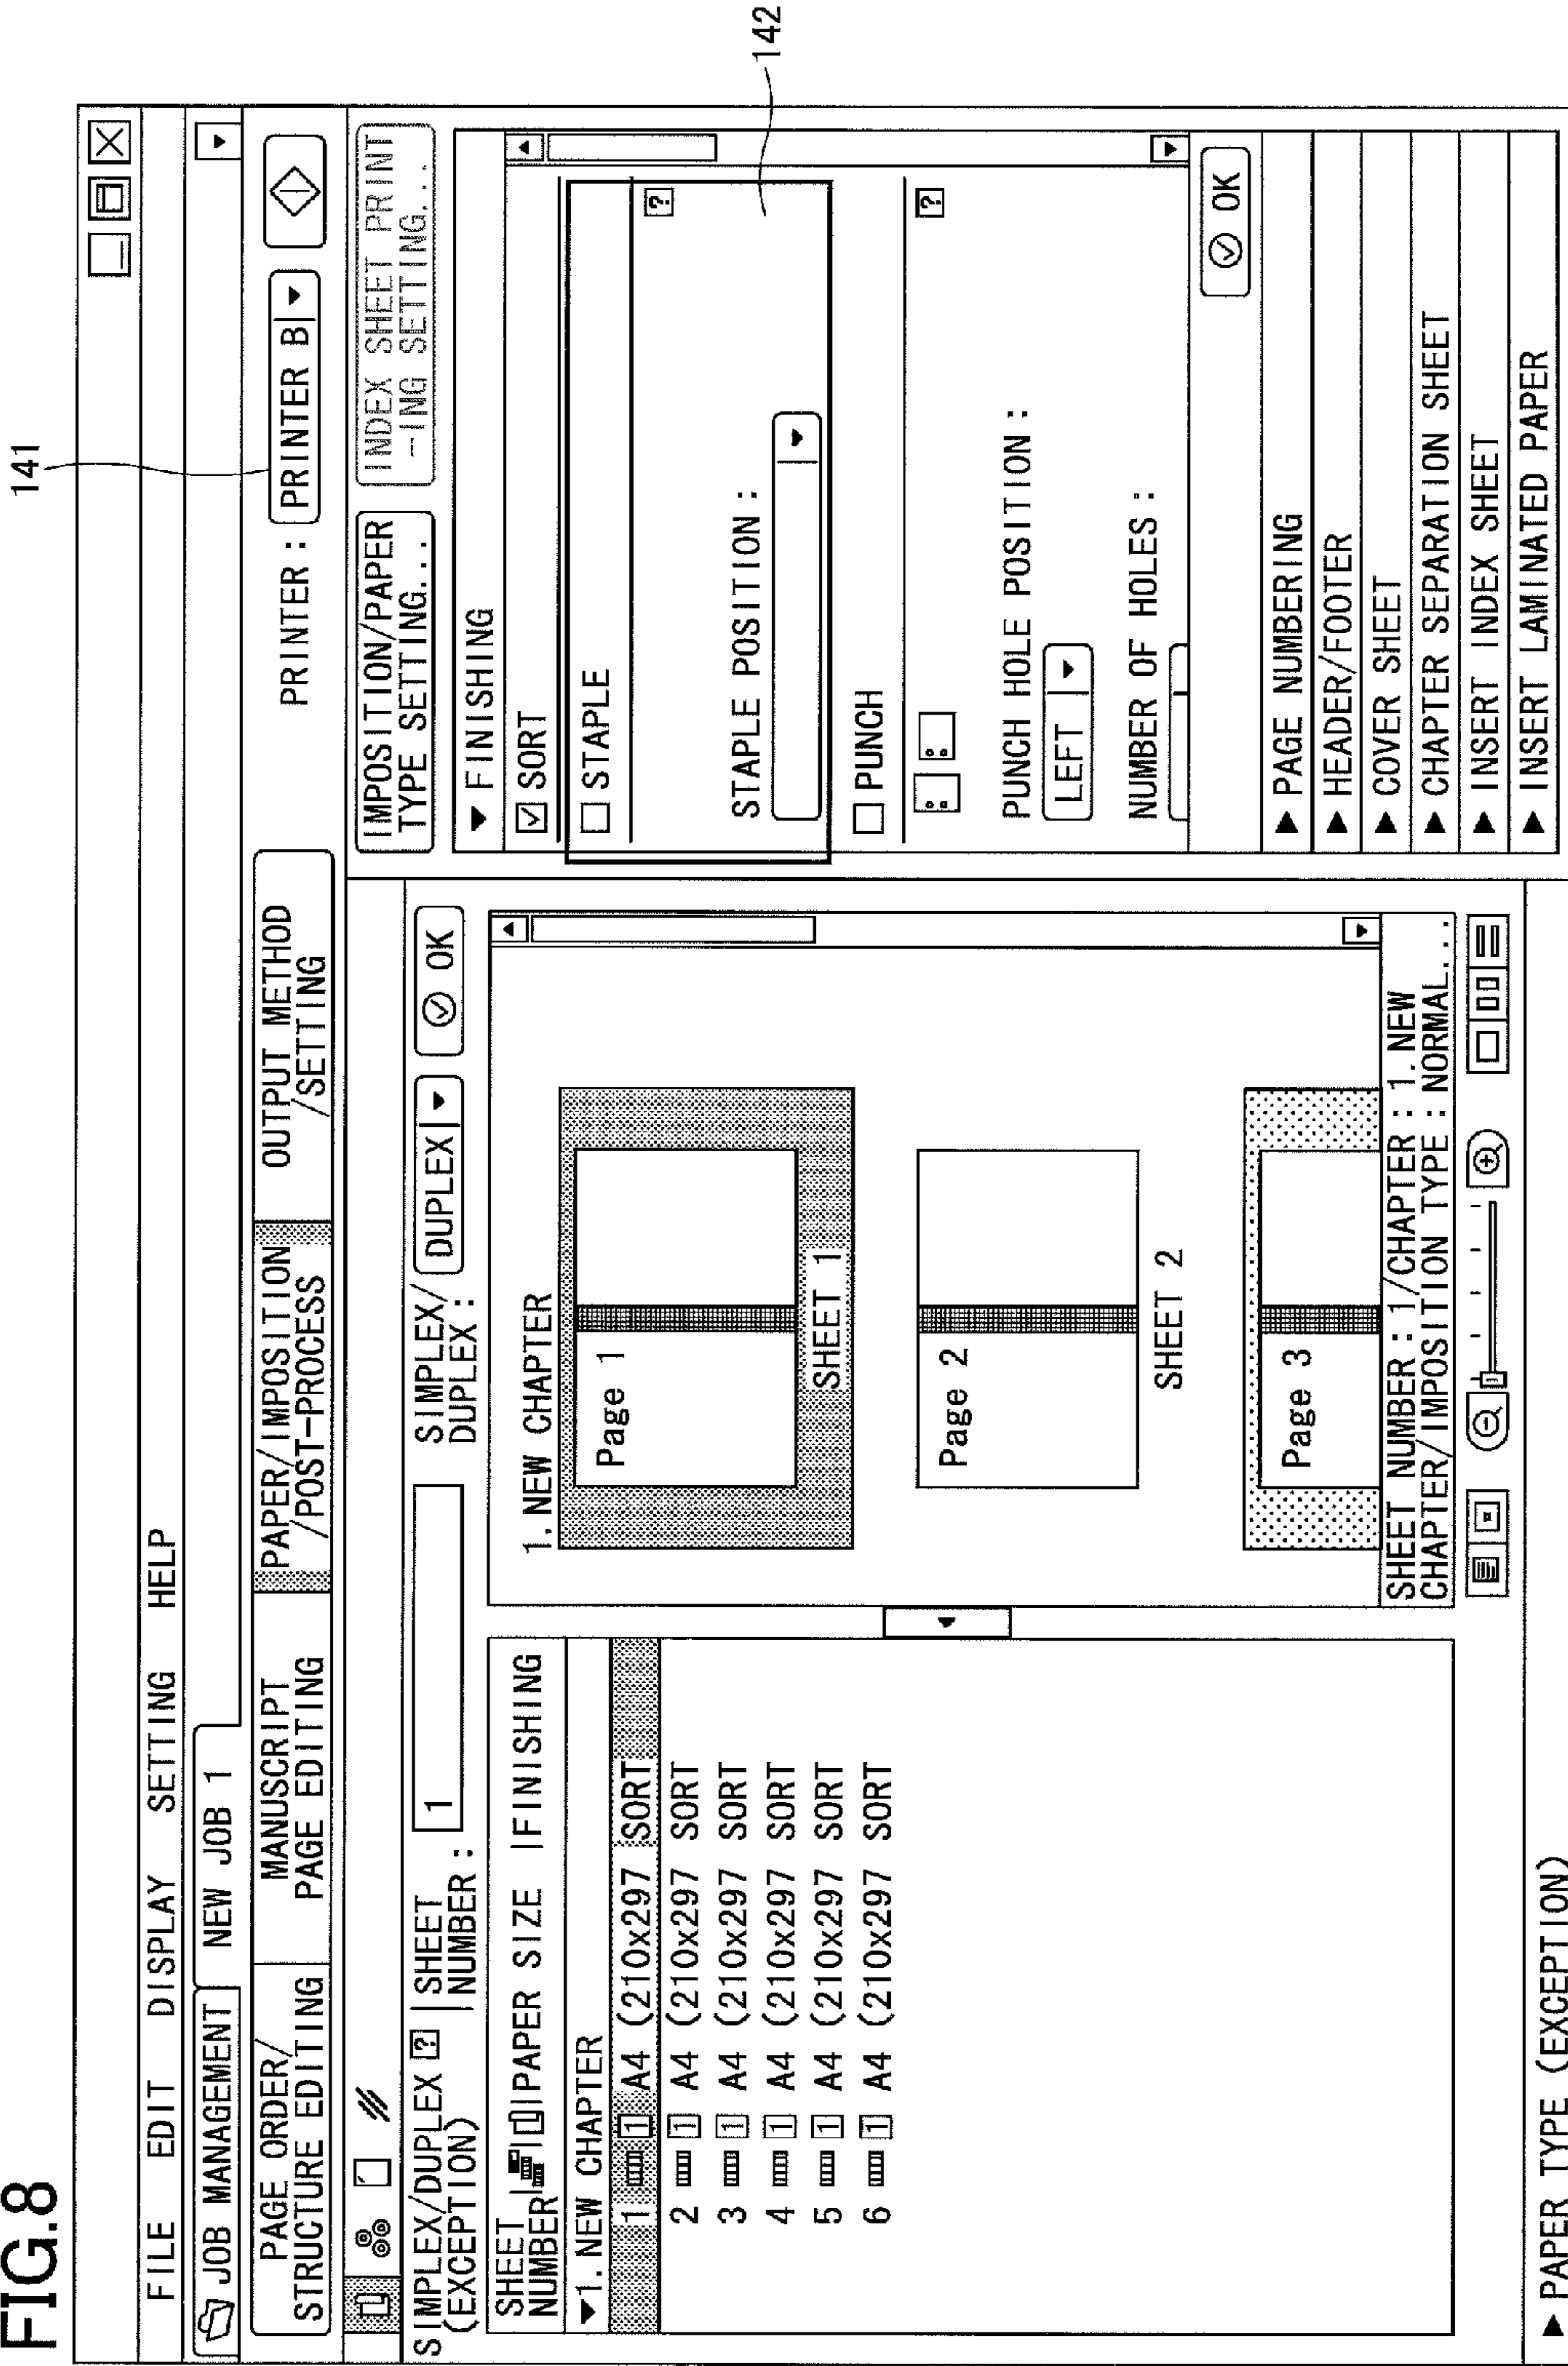 FIG.8
141
FILE EDIT DISPLAY SETTING HELP
JOB MANAGEMENT NEW JOB 1
PAGE ORDER/
STRUCTURE EDITING
MANUSCRIPT
PAGE EDITING
PAPER/IMPOSITION
/POST-PROCESS
OUTPUT METHOD
/SETTING
PRINTER : PRINTER B
SIMPLEX/DUPLEX ?
(EXCEPTION)
SHEET
NUMBER :
1
SIMPLEX/
DUPLEX :
DUPLEX
OK
SHEET
NUMBER
PAPER SIZE
FINISHING
1. NEW CHAPTER
1 1 A4 (210x297 SORT
2 1 A4 (210x297 SORT
3 1 A4 (210x297 SORT
4 1 A4 (210x297 SORT
5 1 A4 (210x297 SORT
6 1 A4 (210x297 SORT
1. NEW CHAPTER
Page 1
SHEET 1
Page 2
SHEET 2
Page 3
SHEET NUMBER : 1/CHAPTER : 1. NEW
CHAPTER/IMPOSITION TYPE : NORMAL...
IMPOSITION/PAPER
TYPE SETTING...
INDEX SHEET PRINT
-ING SETTING...
FINISHING
SORT
STAPLE
?
STAPLE POSITION :
142
PUNCH
?
PUNCH HOLE POSITION :
LEFT
NUMBER OF HOLES :
OK
PAGE NUMBERING
HEADER/FOOTER
COVER SHEET
CHAPTER SEPARATION SHEET
INSERT INDEX SHEET
INSERT LAMINATED PAPER
PAPER TYPE (EXCEPTION)